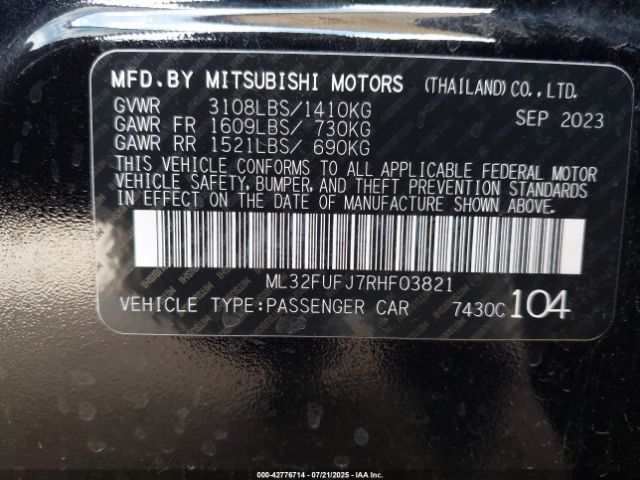 MFD.BY MITSUBISHI MOTORS (THAILAND) CO.,LTD.
GVWR 3108LBS/1410KG SEP 2023
GAWR FR 1609LBS/ 730KG
GAWR RR 1521LBS/ 690KG
THIS VEHICLE CONFORMS TO ALL APPLICABLE FEDERAL MOTOR
VEHICLE SAFETY, BUMPER, AND THEFT PREVENTION STANDARDS
IN EFFECT ON THE DATE OF MANUFACTURE SHOWN ABOVE.
ML32FUFJ7RHF03821
VEHICLE TYPE:PASSENGER CAR 7430C 104
000-42776714 - 07/21/2025 - IAA Inc.